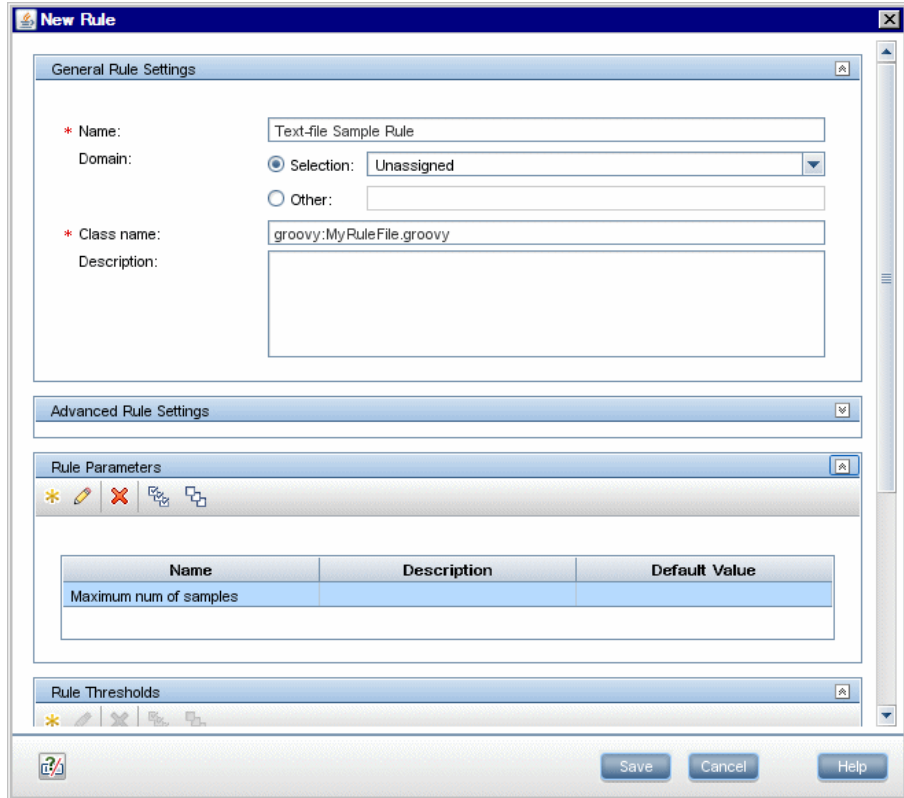 New Rule
General Rule Settings
* Name: Text-file Sample Rule
Domain: Selection: Unassigned
Other:
* Class name: groovy:MyRuleFile.groovy
Description:
Advanced Rule Settings
Rule Parameters
Name Description Default Value
Maximum num of samples
Rule Thresholds
Save Cancel Help